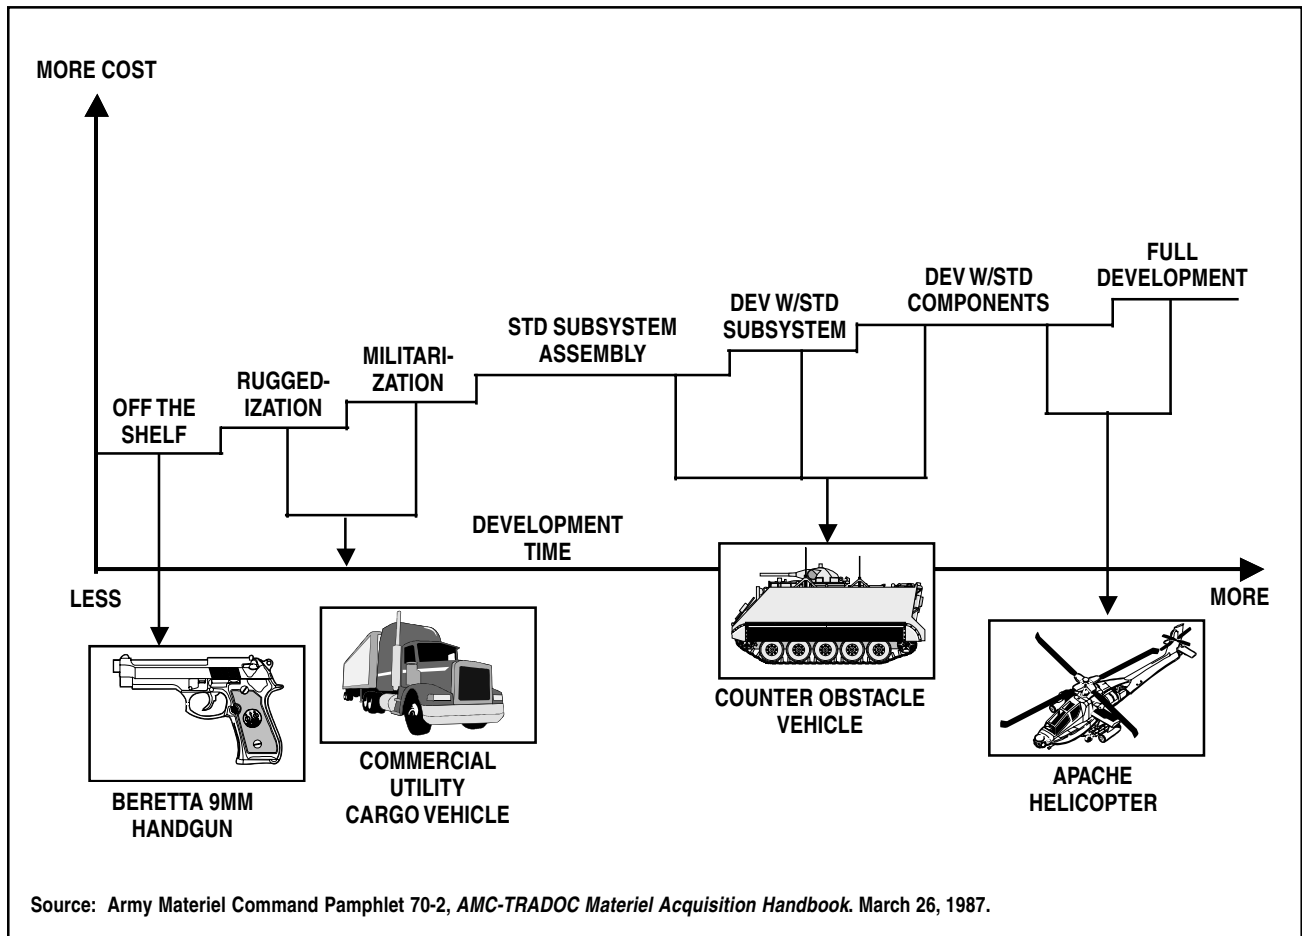 MORE COST
FULL
DEVELOPMENT
DEV W/STD
COMPONENTS
DEV W/STD
SUBSYSTEM
STD SUBSYSTEM
ASSEMBLY
MILITARI-
ZATION
RUGGED-
IZATION
OFF THE
SHELF
DEVELOPMENT
TIME
LESS
MORE
BERETTA 9MM
HANDGUN
COMMERCIAL
UTILITY
CARGO VEHICLE
COUNTER OBSTACLE
VEHICLE
APACHE
HELICOPTER
Source: Army Materiel Command Pamphlet 70-2, AMC-TRADOC Materiel Acquisition Handbook. March 26, 1987.